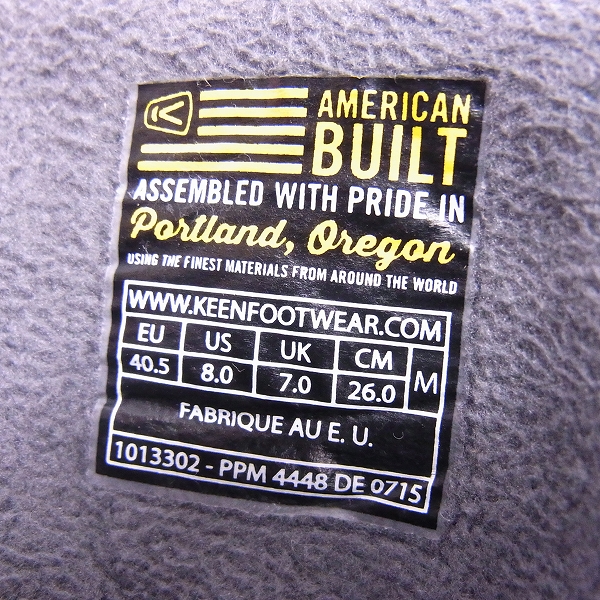 AMERICAN
BUILT
ASSEMBLED WITH PRIDE IN
Portland, Oregon
USING THE FINEST MATERIALS FROM AROUND THE WORLD
WWW.KEENFOOTWEAR.COM
EU US UK CM M
40.5 8.0 7.0 26.0
FABRIQUE AU E. U.
1013302 - PPM 4448 DE 0715